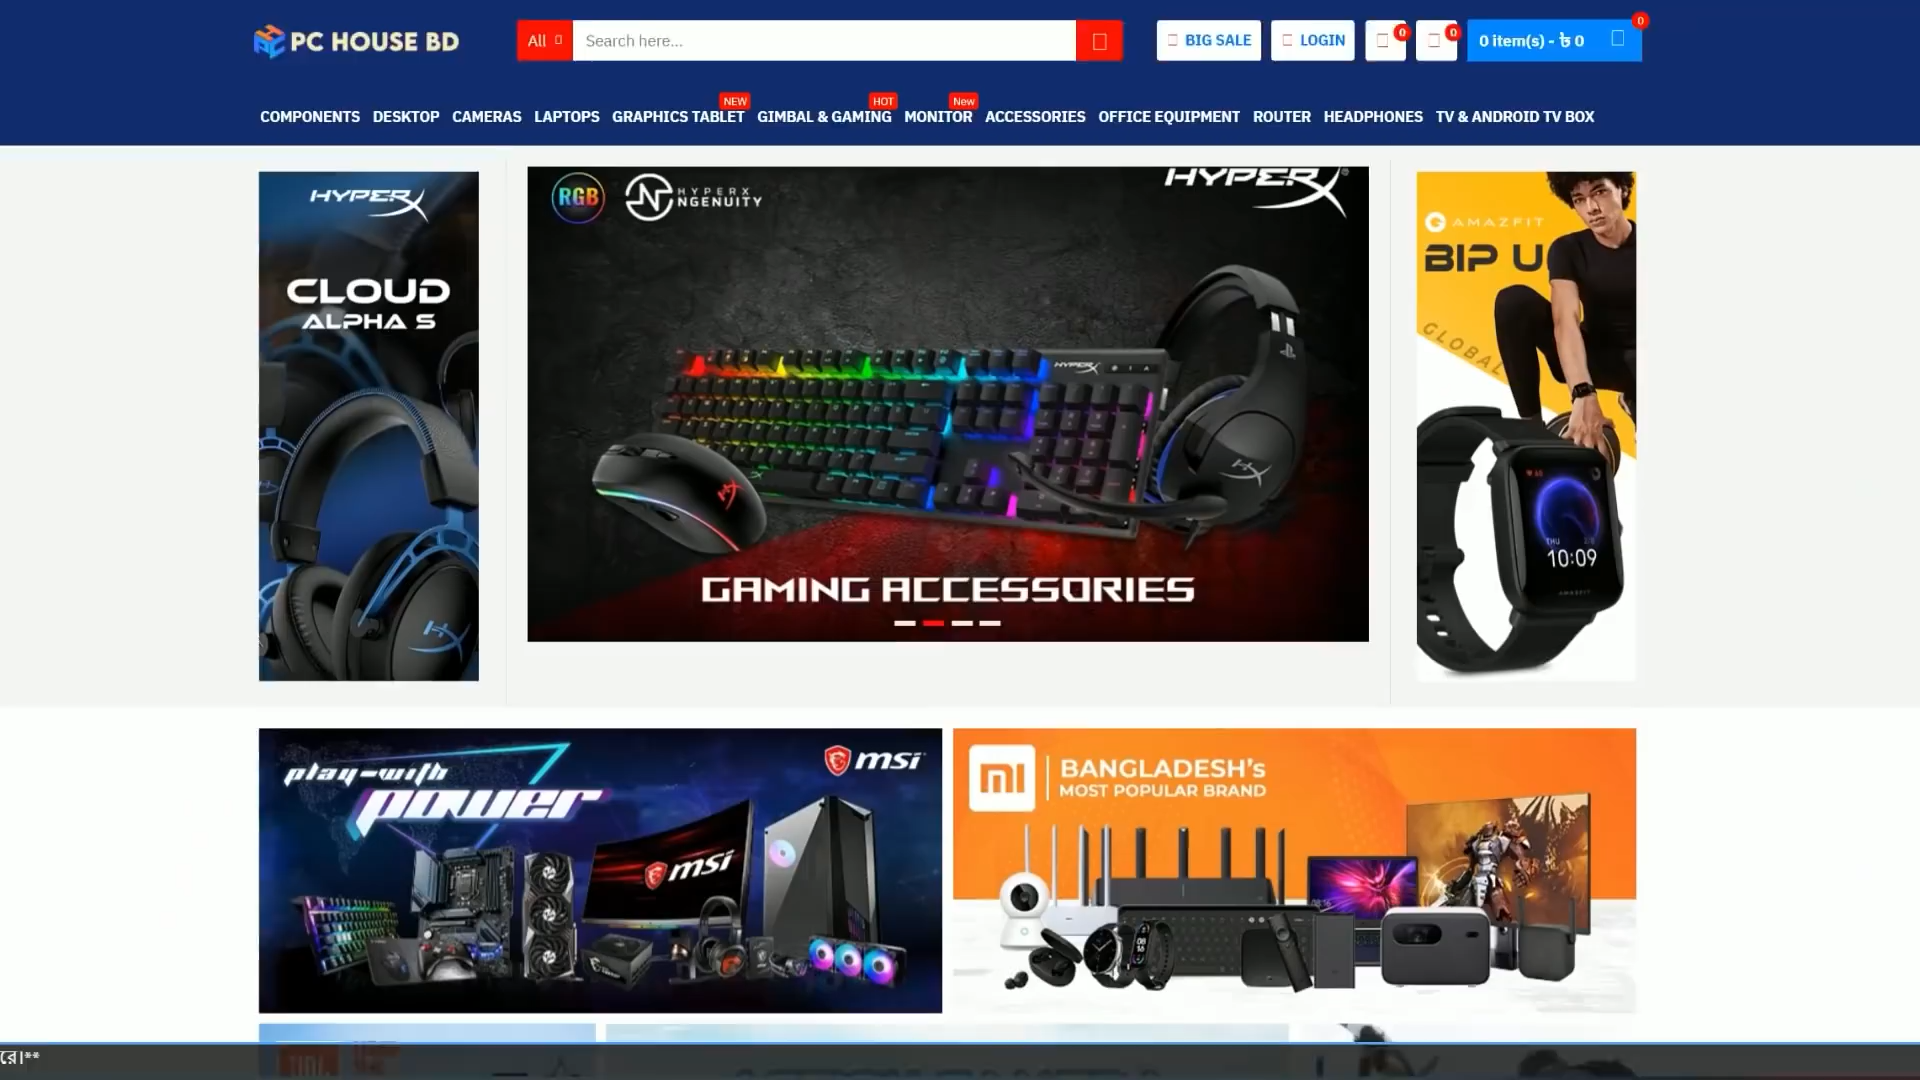 PC HOUSE BD
All
Search here...
BIG SALE
LOGIN
0
0
0 item(s) - ৳ 0
0
NEW
HOT
New
COMPONENTS DESKTOP CAMERAS LAPTOPS GRAPHICS TABLET GIMBAL & GAMING MONITOR ACCESSORIES OFFICE EQUIPMENT ROUTER HEADPHONES TV & ANDROID TV BOX
HYPERX
CLOUD
ALPHA S
RGB
HYPERX
NGENUITY
HYPERX
HYPERX
GAMING ACCESSORIES
AMAZFIT
BIP U
GLOBAL
10:09
AMAZFIT
play-with
power
msi
msi
mi
BANGLADESH's
MOST POPULAR BRAND
রে।**